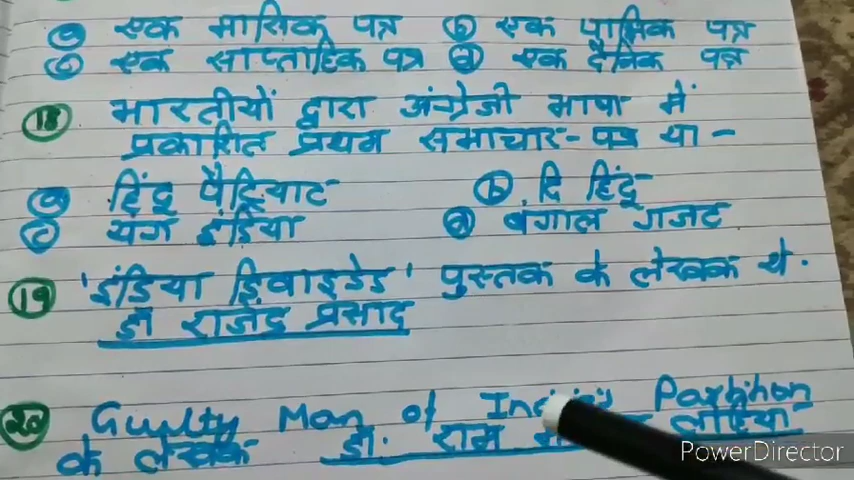 (a) एक मासिक पत्र (b) एक पाक्षिक पत्र
(c) एक साप्ताहिक पत्र (d) एक दैनिक पत्र
(18) भारतीयों द्वारा अंग्रेजी भाषा में
प्रकाशित प्रथम समाचार-पत्र था -
(a) हिंदू पैट्रियाट (b) दि हिंदू
(c) यंग इंडिया (d) बंगाल गजट
(19) 'इंडिया डिवाइडेड' पुस्तक के लेखक थे.
डॉ राजेंद्र प्रसाद
(20) Guilty Man of India's Partition
के लेखक डॉ. राम लोहिया
PowerDirector